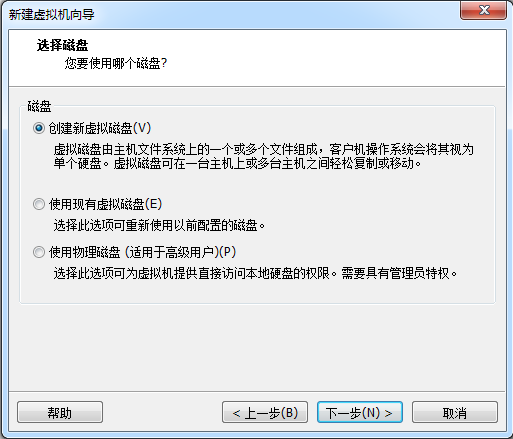 新建虚拟机向导
选择磁盘
您要使用哪个磁盘?
磁盘
创建新虚拟磁盘(V)
虚拟磁盘由主机文件系统上的一个或多个文件组成，客户机操作系统会将其视为
单个硬盘。虚拟磁盘可在一台主机上或多台主机之间轻松复制或移动。
使用现有虚拟磁盘(E)
选择此选项可重新使用以前配置的磁盘。
使用物理磁盘 (适用于高级用户)(P)
选择此选项可为虚拟机提供直接访问本地硬盘的权限。需要具有管理员特权。
帮助
< 上一步(B)
下一步(N) >
取消